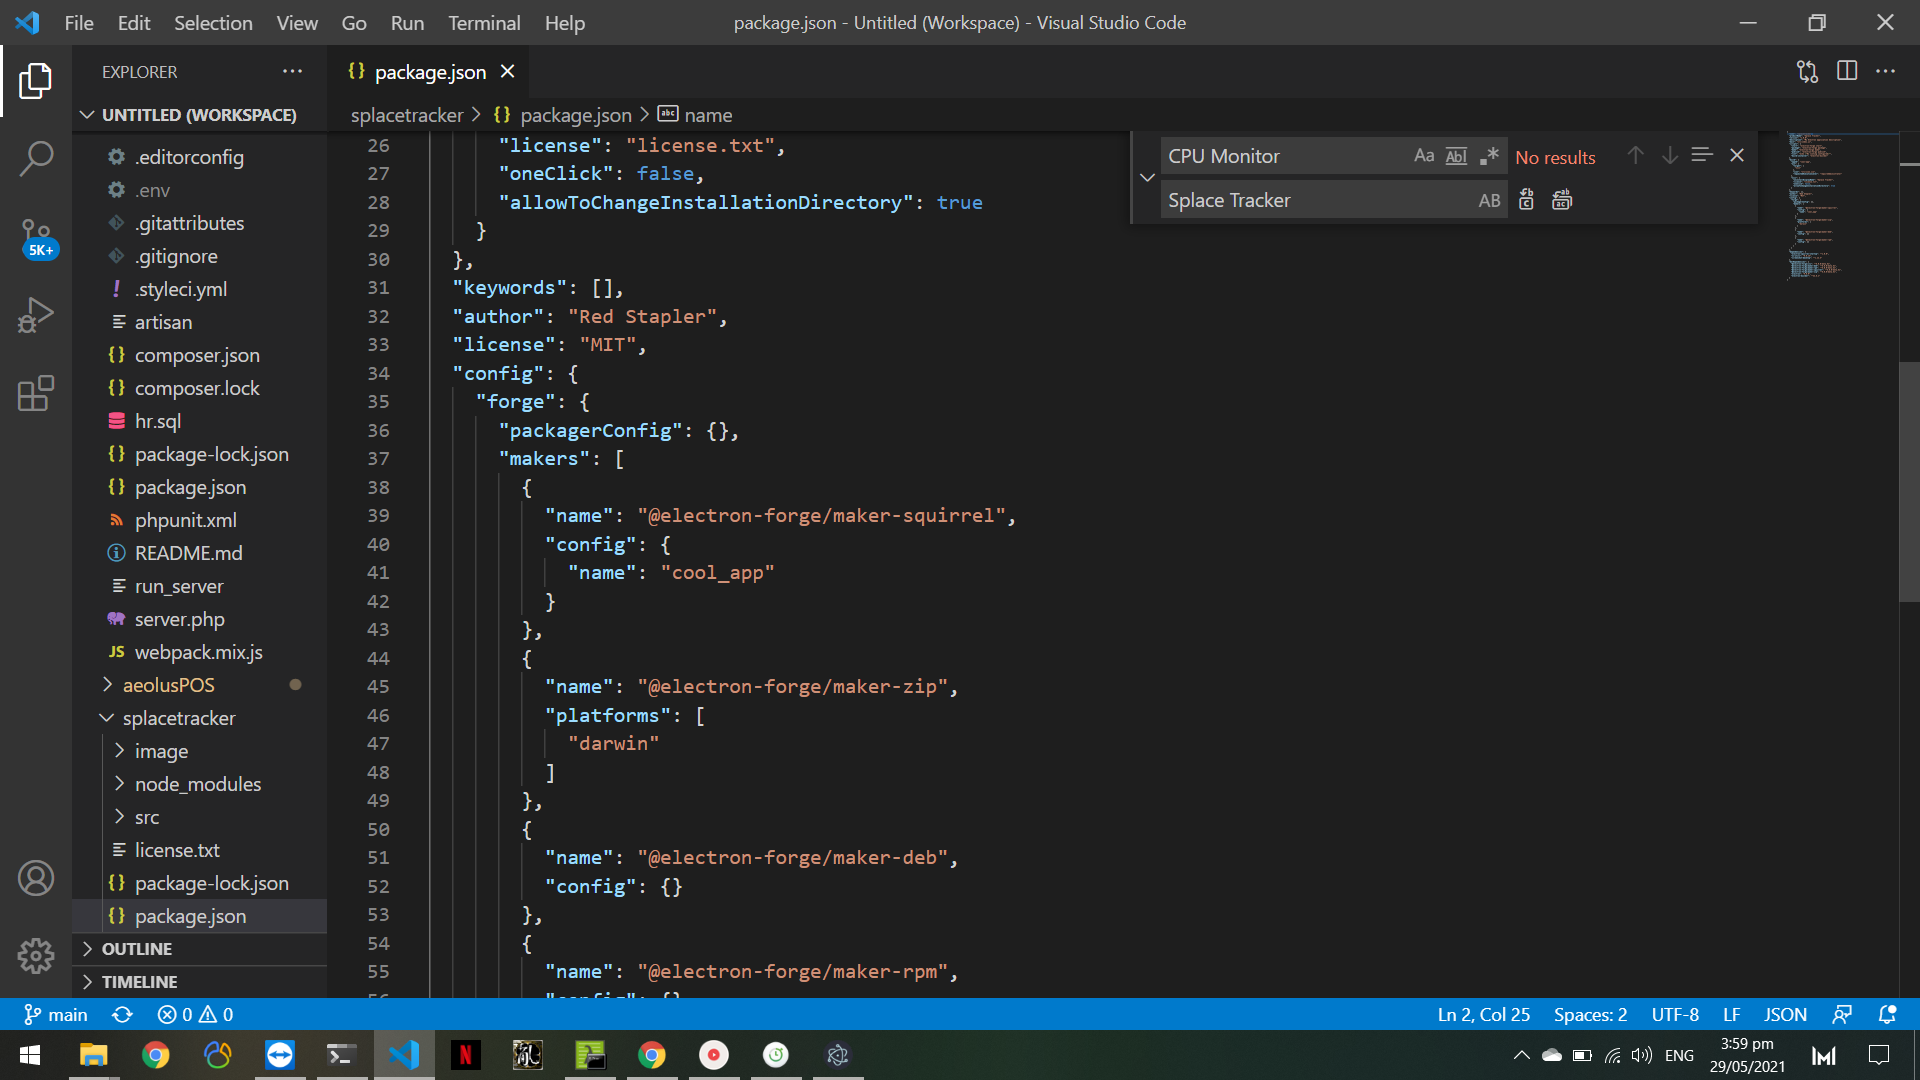 File Edit Selection View Go Run Terminal Help
package.json - Untitled (Workspace) - Visual Studio Code
EXPLORER
package.json
UNTITLED (WORKSPACE)
splacetracker > package.json > name
.editorconfig
.env
.gitattributes
.gitignore
5K+
.styleci.yml
artisan
composer.json
composer.lock
hr.sql
package-lock.json
package.json
phpunit.xml
README.md
run_server
server.php
JS webpack.mix.js
aeolusPOS
splacetracker
image
node_modules
src
license.txt
package-lock.json
package.json
OUTLINE
TIMELINE
26 "license": "license.txt",
27 "oneClick": false,
28 "allowToChangeInstallationDirectory": true
29 }
30 },
31 "keywords": [],
32 "author": "Red Stapler",
33 "license": "MIT",
34 "config": {
35 "forge": {
36 "packagerConfig": {},
37 "makers": [
38 {
39 "name": "@electron-forge/maker-squirrel",
40 "config": {
41 "name": "cool_app"
42 }
43 },
44 {
45 "name": "@electron-forge/maker-zip",
46 "platforms": [
47 "darwin"
48 ]
49 },
50 {
51 "name": "@electron-forge/maker-deb",
52 "config": {}
53 },
54 {
55 "name": "@electron-forge/maker-rpm",
CPU Monitor Aa Abl .* No results
Splace Tracker AB
main 0 0
Ln 2, Col 25 Spaces: 2 UTF-8 LF JSON
ENG
3:59 pm
29/05/2021